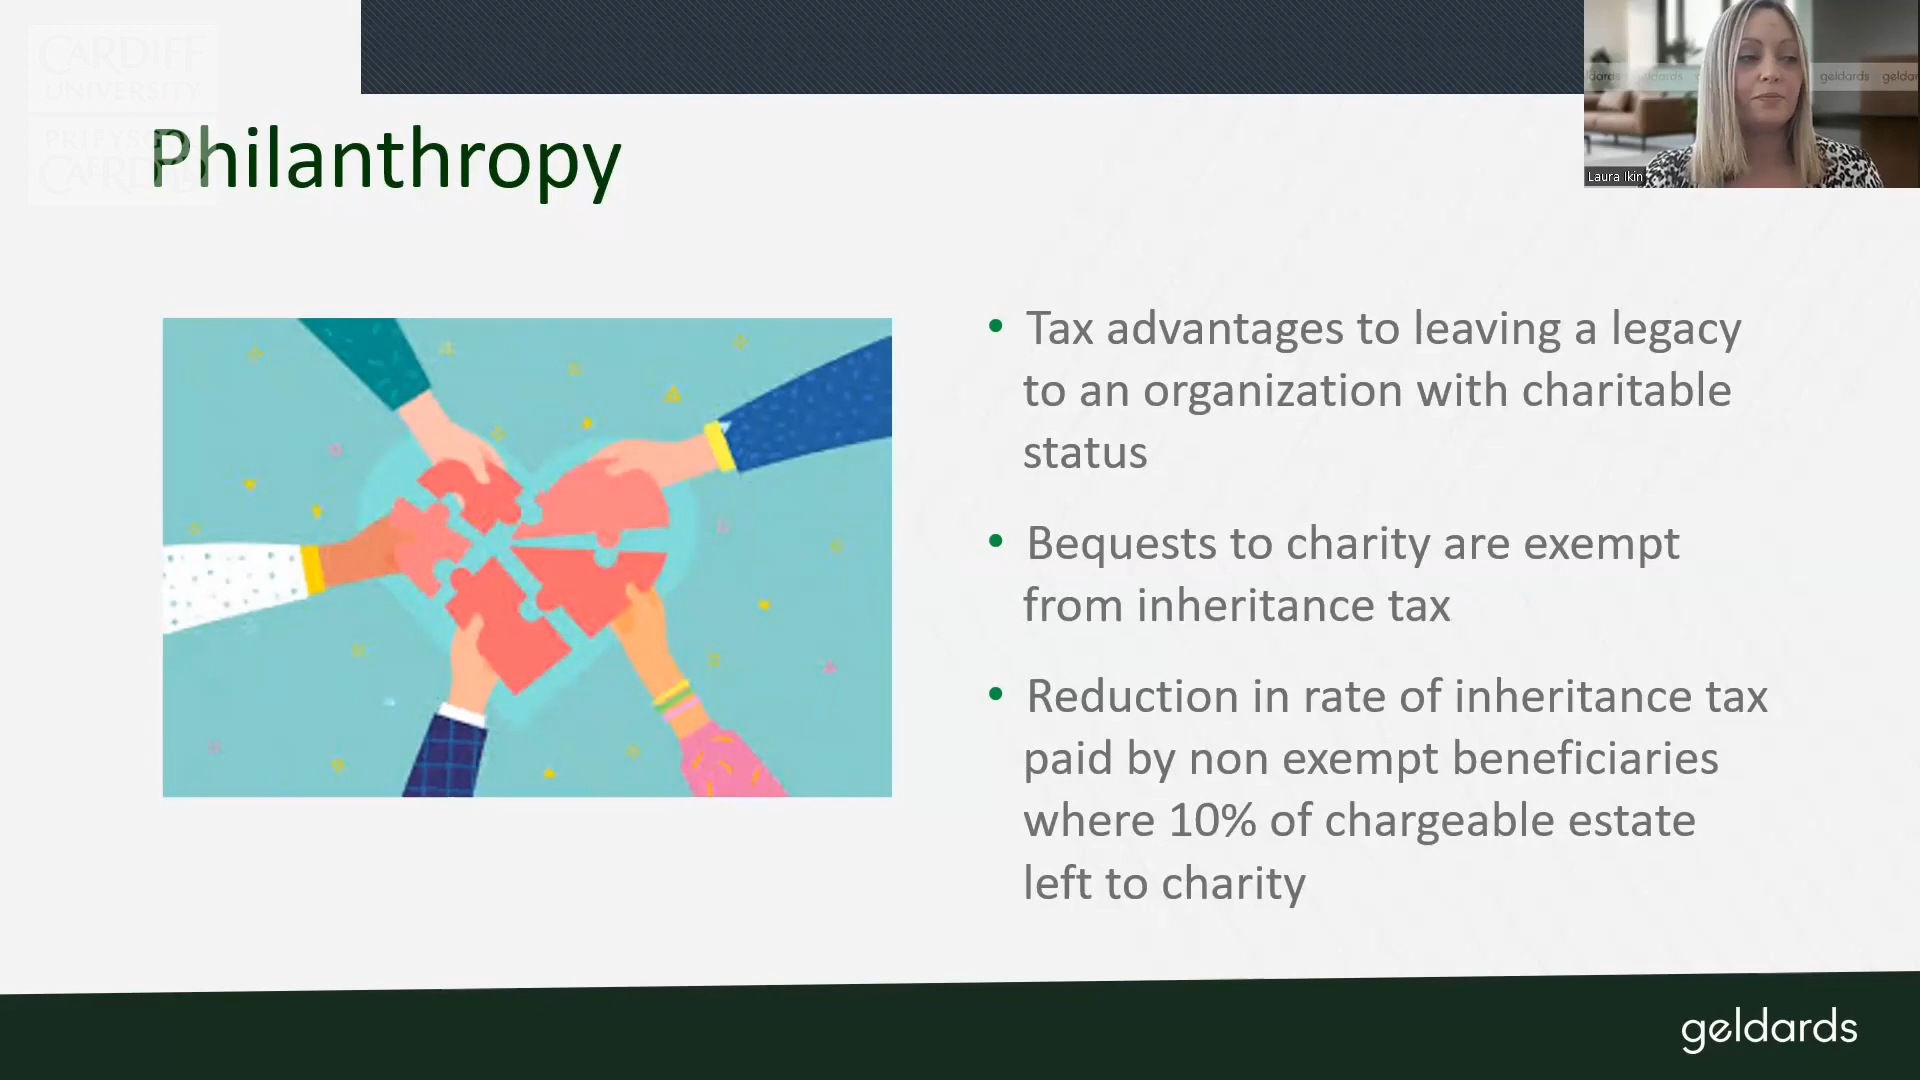 CARDIFF
UNIVERSITY
PRIFYSGOL
CAERDYDD
Philanthropy
geldards
geldards
Laura Ikin
• Tax advantages to leaving a legacy
to an organization with charitable
status
• Bequests to charity are exempt
from inheritance tax
• Reduction in rate of inheritance tax
paid by non exempt beneficiaries
where 10% of chargeable estate
left to charity
geldards